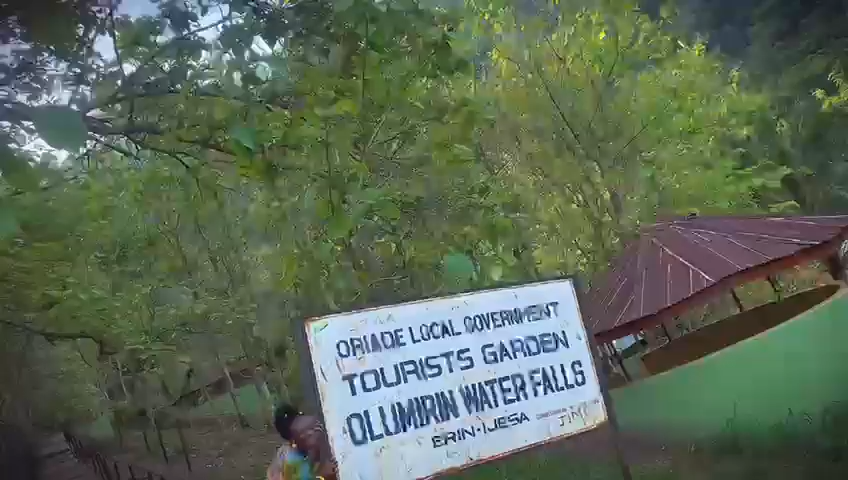 ORIADE LOCAL GOVERNMENT
TOURISTS GARDEN
OLUMIRIN WATER FALLS
ERIN-IJESA